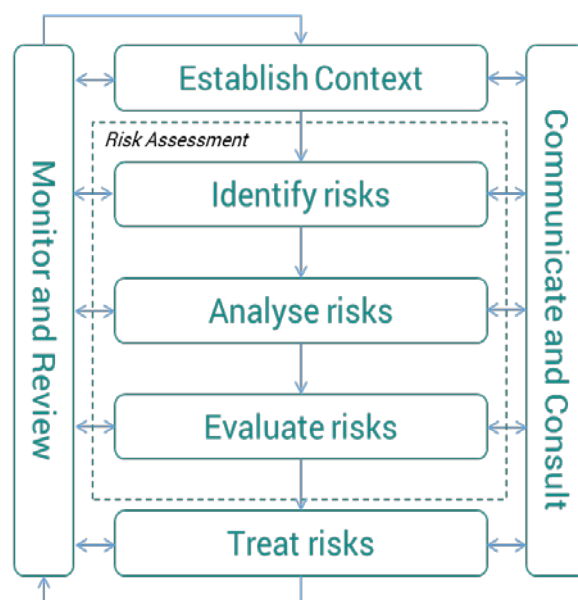 Establish Context
Risk Assessment
Identify risks
Analyse risks
Evaluate risks
Treat risks
Monitor and Review
Communicate and Consult